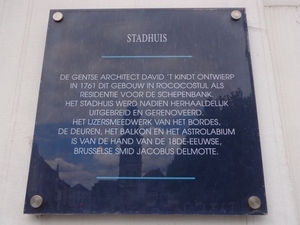 STADHUIS
DE GENTSE ARCHITECT DAVID 'T KINDT ONTWIERP
IN 1761 DIT GEBOUW IN ROCOCOSTIJL ALS
RESIDENTIE VOOR DE SCHEPENBANK.
HET STADHUIS WERD NADIEN HERHAALDELIJK
UITGEBREID EN GERENOVEERD.
HET IJZERSMEEDWERK VAN HET BORDES,
DE DEUREN, HET BALKON EN HET ASTROLABIUM
IS VAN DE HAND VAN DE 18DE-EEUWSE,
BRUSSELSE SMID JACOBUS DELMOTTE.